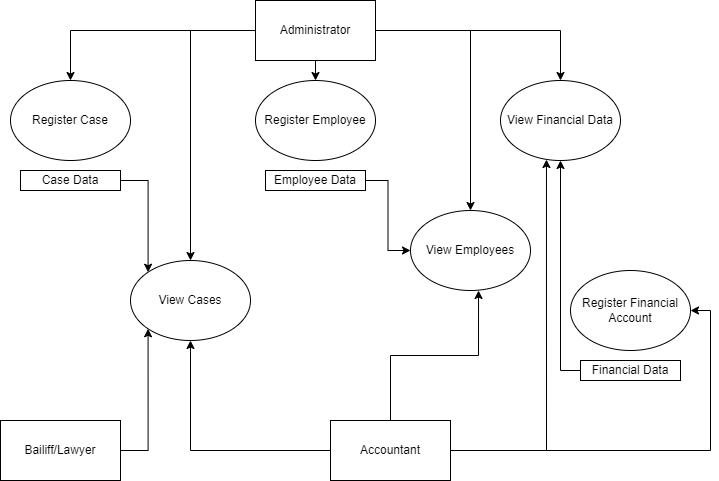 Administrator
Register Case
Register Employee
View Financial Data
Case Data
Employee Data
View Employees
View Cases
Register Financial
Account
Financial Data
Bailiff/Lawyer
Accountant